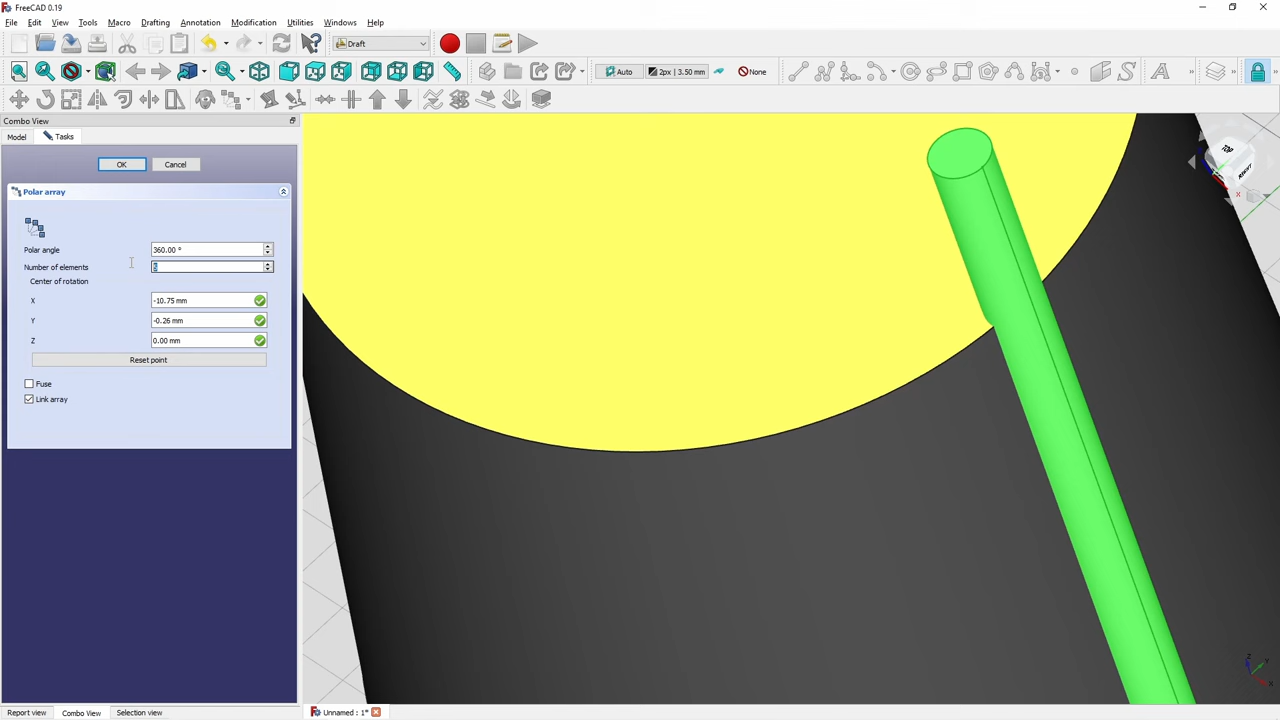 FreeCAD 0.19
File Edit View Tools Macro Drafting Annotation Modification Utilities Windows Help
Draft
Auto 2px | 3.50 mm None
Combo View
Model Tasks
OK Cancel
Polar array
Polar angle 360.00 °
Number of elements
Center of rotation
X -10.75 mm
Y -0.26 mm
Z 0.00 mm
Reset point
Fuse
Link array
TOP
RIGHT
X
Z
Y
X
Report view Combo View Selection view Unnamed : 1*